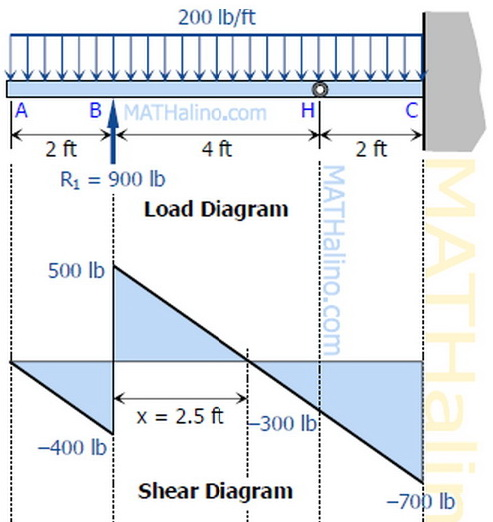 200 lb/ft
A B MATHalino.com H C
2 ft 4 ft 2 ft
R₁ = 900 lb
Load Diagram
MATHalino.com
MATHalin
500 lb
x = 2.5 ft
−300 lb
−400 lb
Shear Diagram
−700 lb